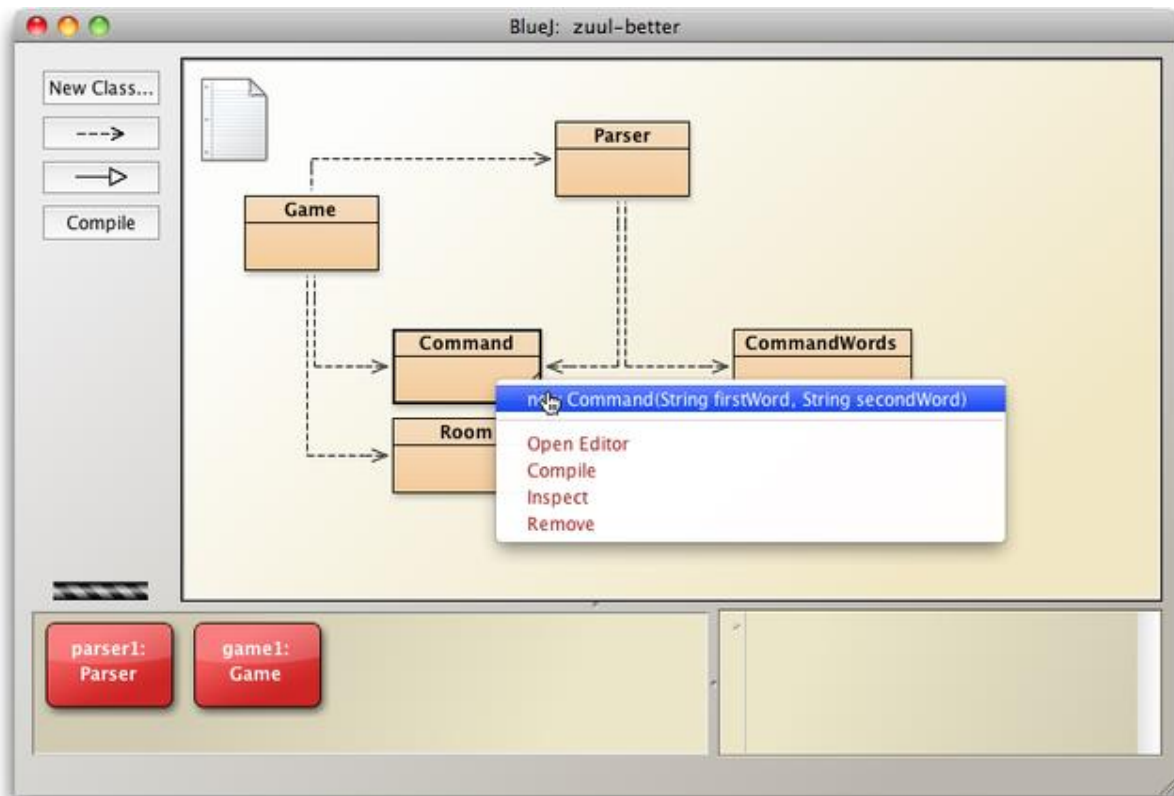 BlueJ: zuul-better
New Class...
Compile
Parser
Game
Command
CommandWords
Room
Command(String firstWord, String secondWord)
Open Editor
Compile
Inspect
Remove
parser1:
Parser
game1:
Game